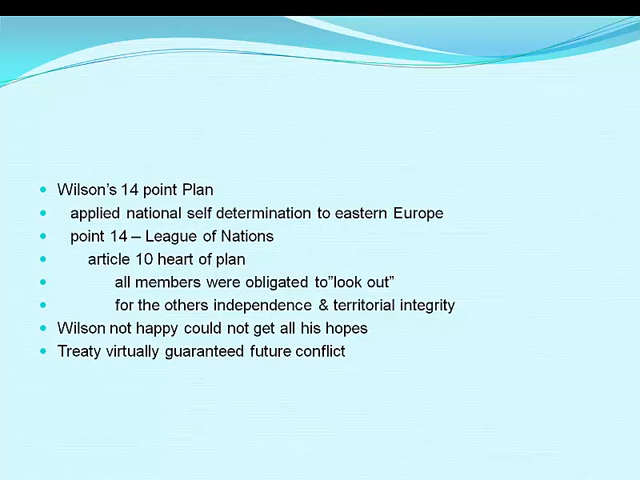 Wilson's 14 point Plan
applied national self determination to eastern Europe
point 14 – League of Nations
article 10 heart of plan
all members were obligated to"look out"
for the others independence & territorial integrity
Wilson not happy could not get all his hopes
Treaty virtually guaranteed future conflict